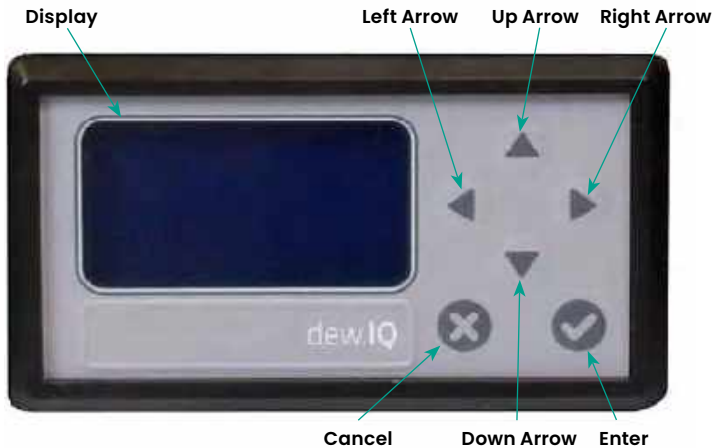 Display
Left Arrow
Up Arrow
Right Arrow
dew.IQ
Cancel
Down Arrow
Enter